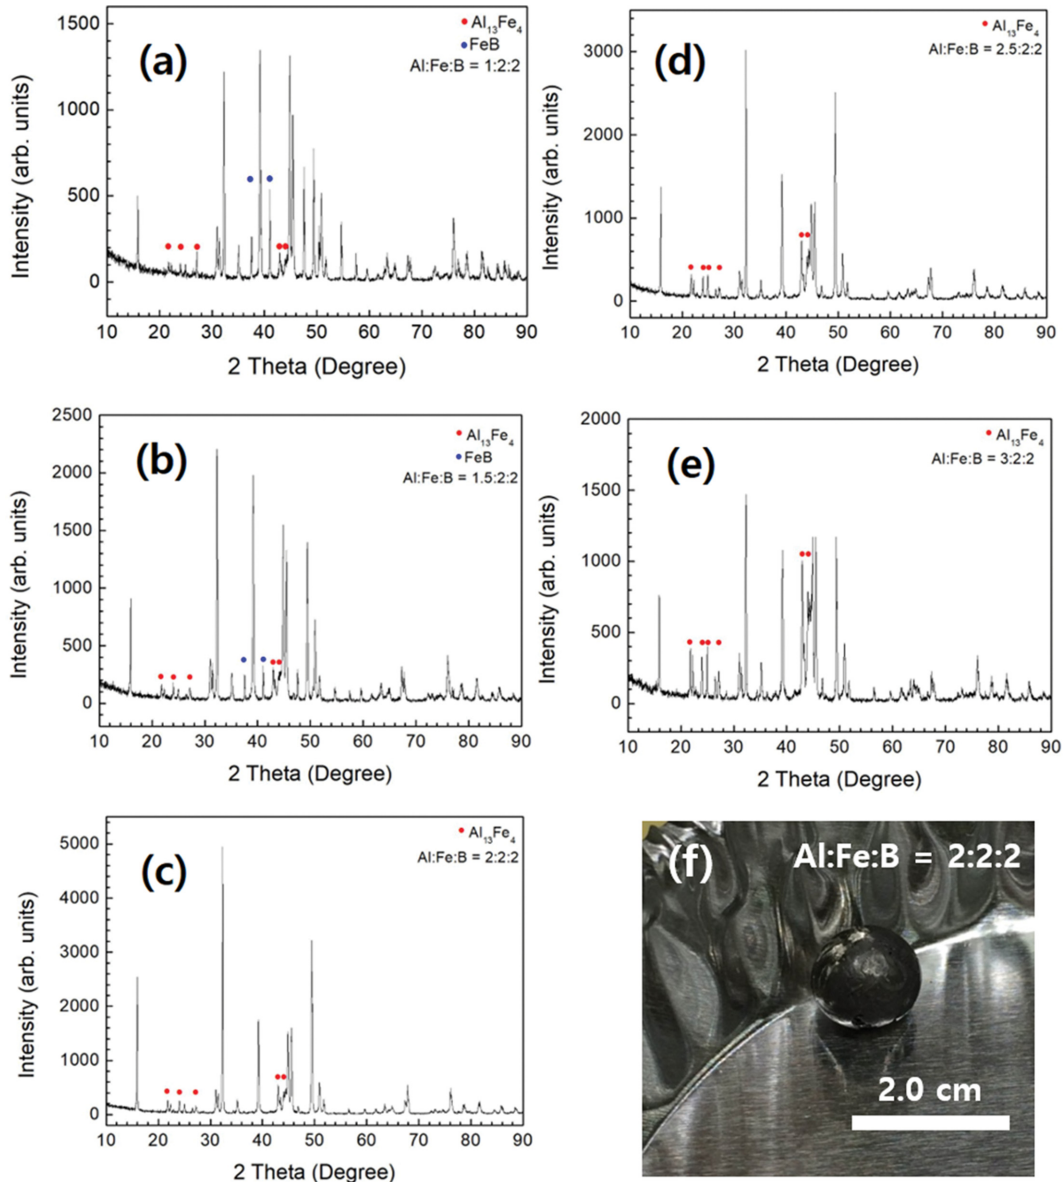 (a)
Al13Fe4
FeB
Al:Fe:B = 1:2:2
Intensity (arb. units)
1500
1000
500
0
10 20 30 40 50 60 70 80 90
2 Theta (Degree)
(d)
Al13Fe4
Al:Fe:B = 2.5:2:2
Intensity (arb. units)
3000
2000
1000
0
10 20 30 40 50 60 70 80 90
2 Theta (Degree)
(b)
Al13Fe4
FeB
Al:Fe:B = 1.5:2:2
Intensity (arb. units)
2500
2000
1500
1000
500
0
10 20 30 40 50 60 70 80 90
2 Theta (Degree)
(e)
Al13Fe4
Al:Fe:B = 3:2:2
Intensity (arb. units)
2000
1500
1000
500
0
10 20 30 40 50 60 70 80 90
2 Theta (Degree)
(c)
Al13Fe4
Al:Fe:B = 2:2:2
Intensity (arb. units)
5000
4000
3000
2000
1000
0
10 20 30 40 50 60 70 80 90
2 Theta (Degree)
(f)
Al:Fe:B = 2:2:2
2.0 cm